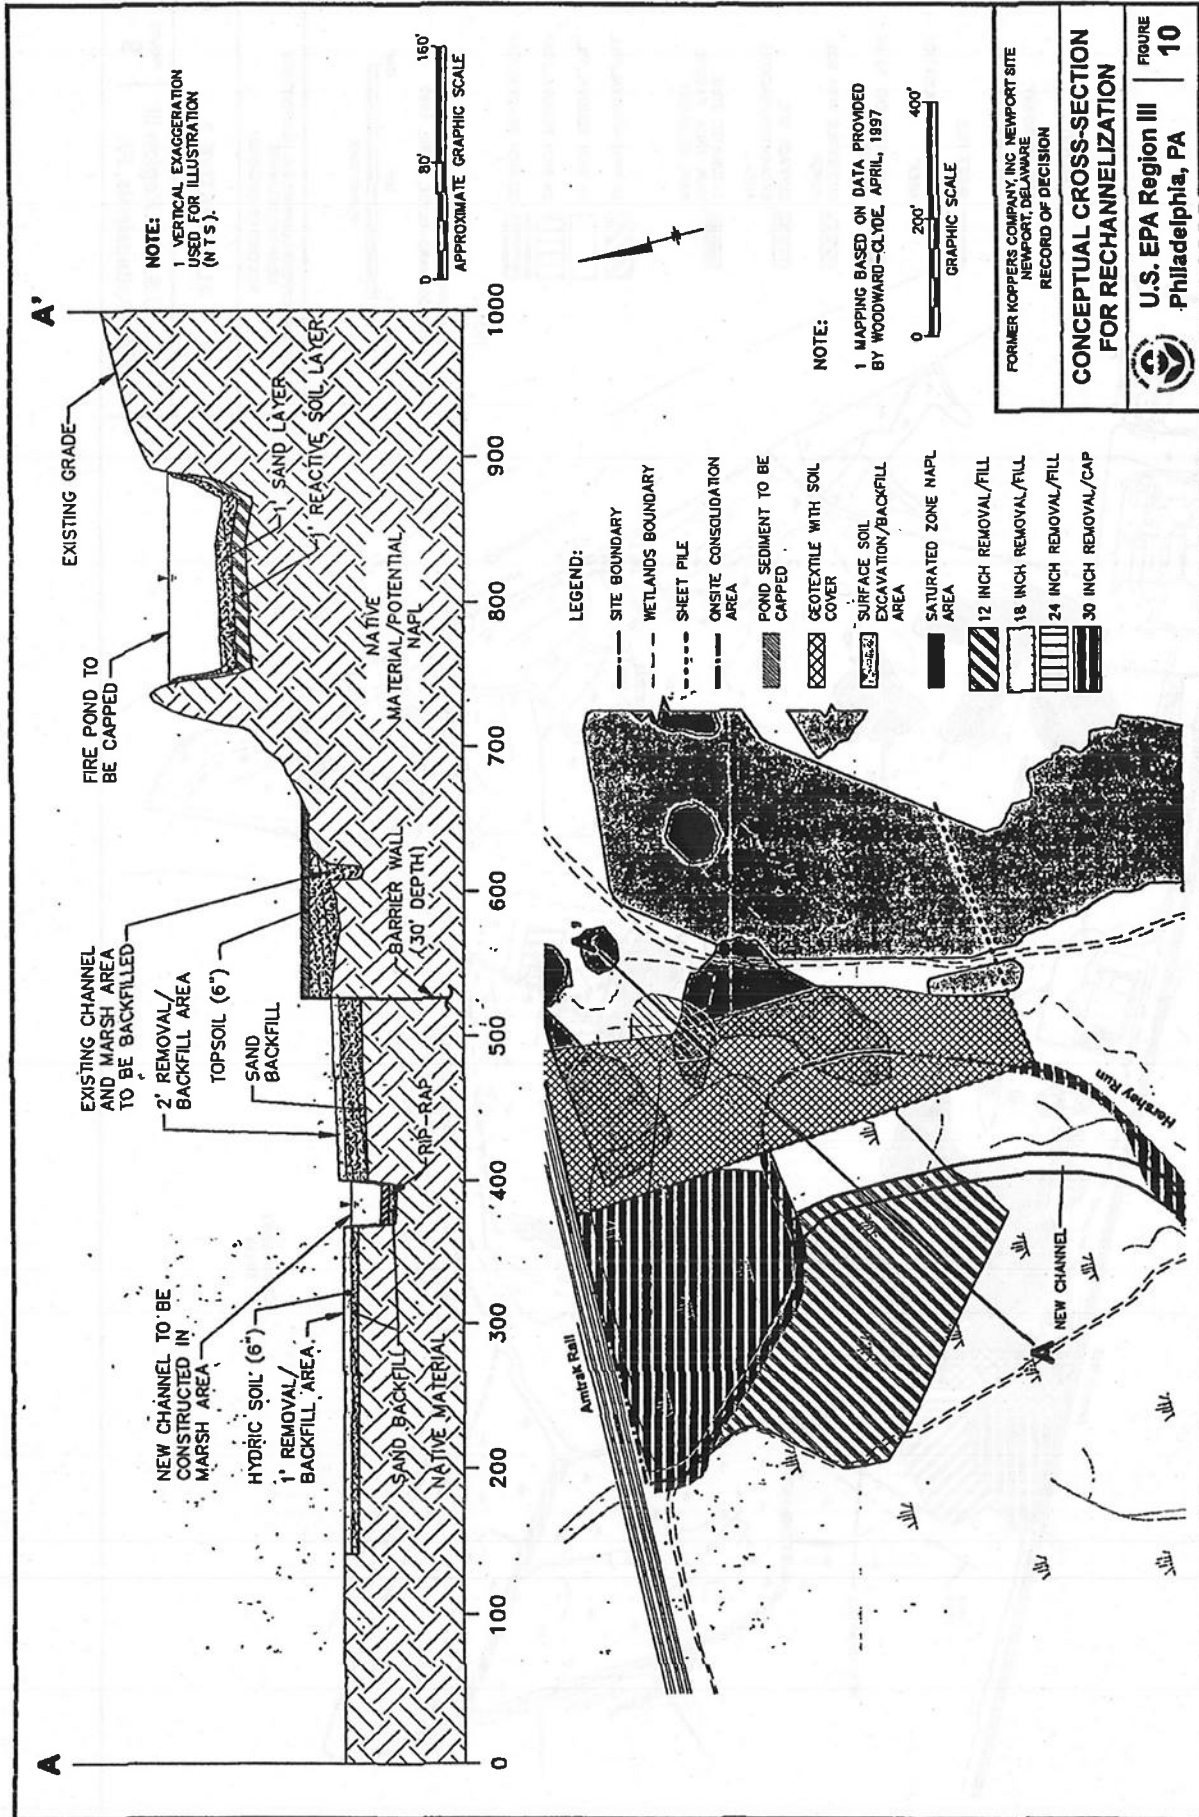 A
A'
EXISTING GRADE
NOTE:
1 VERTICAL EXAGGERATION
USED FOR ILLUSTRATION
(N T S).
FIRE POND TO
BE CAPPED
EXISTING CHANNEL
AND MARSH AREA
TO BE BACKFILLED
2' REMOVAL/
BACKFILL AREA
TOPSOIL (6")
SAND
BACKFILL
NEW CHANNEL TO BE
CONSTRUCTED IN
MARSH AREA
HYDRIC SOIL (6")
1' REMOVAL/
BACKFILL AREA
SAND BACKFILL
NATIVE MATERIAL
RIP-RAP
BARRIER WALL
(30' DEPTH)
NATIVE
MATERIAL/POTENTIAL
NAPL
1' SAND LAYER
1' REACTIVE SOIL LAYER
0 100 200 300 400 500 600 700 800 900 1000
0 80' 160'
APPROXIMATE GRAPHIC SCALE
Amtrak Rail
A'
A
NEW CHANNEL
Hershey Run
LEGEND:
SITE BOUNDARY
WETLANDS BOUNDARY
SHEET PILE
ONSITE CONSOLIDATION
AREA
POND SEDIMENT TO BE
CAPPED
GEOTEXTILE WITH SOIL
COVER
SURFACE SOIL
EXCAVATION/BACKFILL
AREA
SATURATED ZONE NAPL
AREA
12 INCH REMOVAL/FILL
18 INCH REMOVAL/FILL
24 INCH REMOVAL/FILL
30 INCH REMOVAL/CAP
NOTE:
1 MAPPING BASED ON DATA PROVIDED
BY WOODWARD-CLYDE, APRIL, 1997
0 200' 400'
GRAPHIC SCALE
FORMER KOPPERS COMPANY, INC NEWPORT SITE
NEWPORT, DELAWARE
RECORD OF DECISION
CONCEPTUAL CROSS-SECTION
FOR RECHANNELIZATION
U.S. EPA Region III
Philadelphia, PA
FIGURE
10